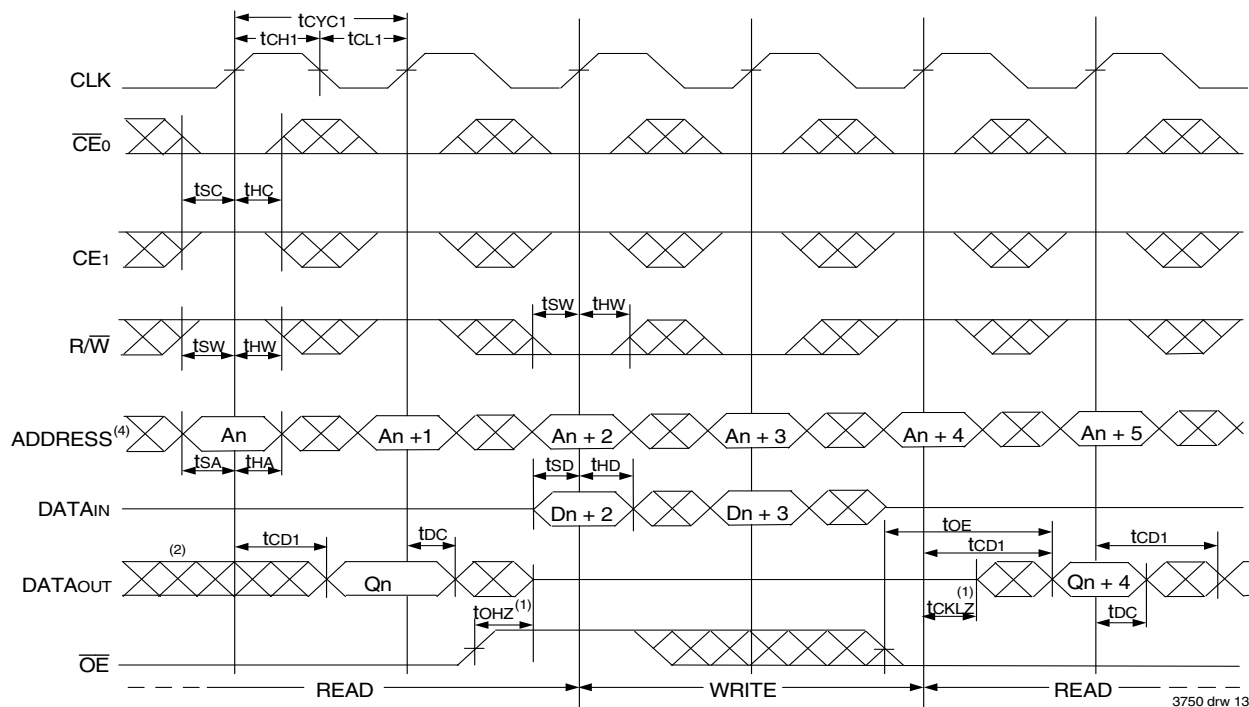 tCYC1
tCH1 tCL1
CLK
CE0
tSC tHC
CE1
tSW tHW
R/W
tSW tHW
ADDRESS(4) An An +1 An + 2 An + 3 An + 4 An + 5
tSA tHA
tSD tHD
DATAIN Dn + 2 Dn + 3
tOE
(2) tCD1 tDC tCD1 tCD1
DATAOUT Qn Qn + 4
tOHZ(1) tCKLZ(1) tDC
OE
READ WRITE READ
3750 drw 13